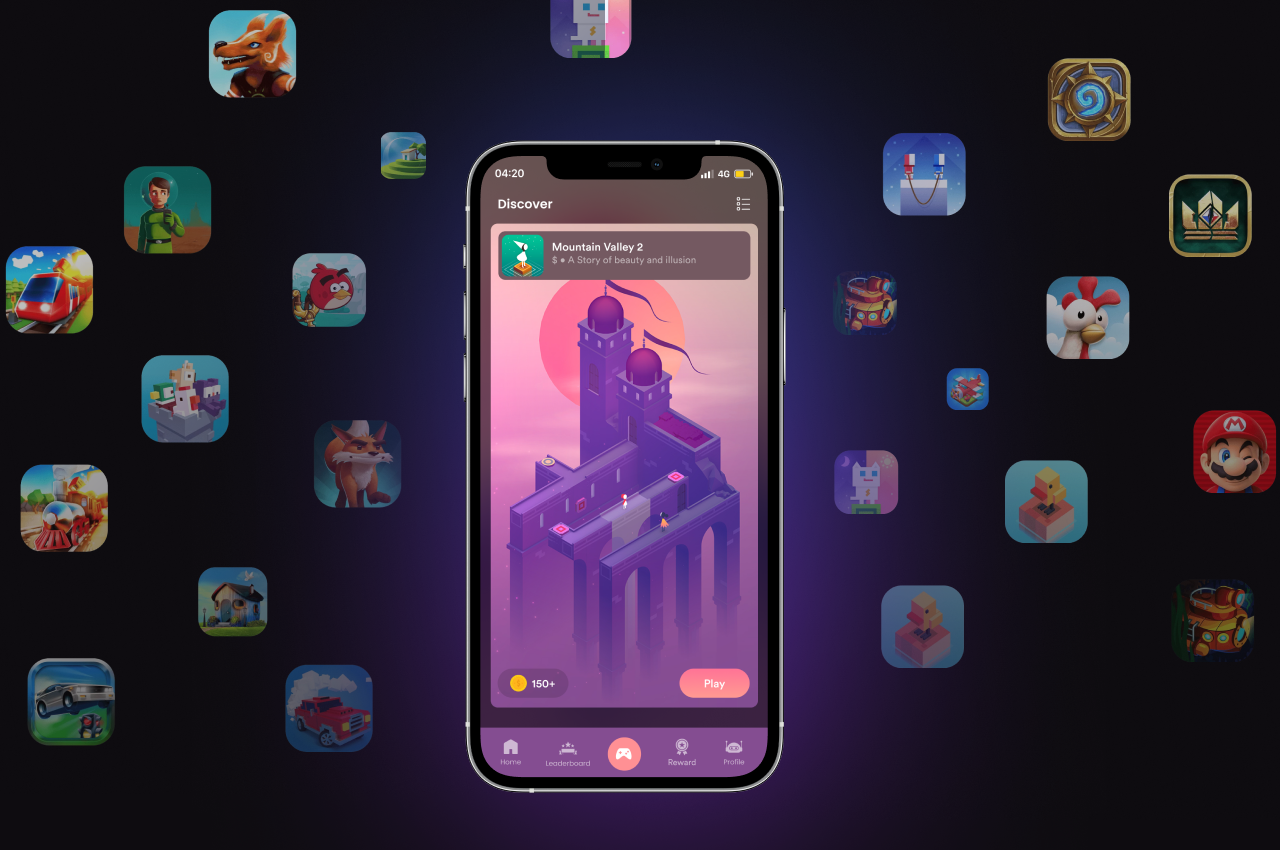 04:20
4G
Discover
Mountain Valley 2
$ • A Story of beauty and illusion
150+
Play
Home
Leaderboard
Reward
Profile
M